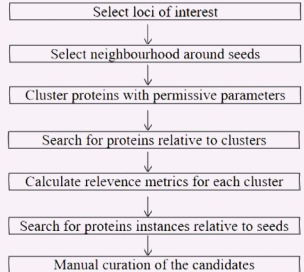 Select loci of interest
Select neighbourhood around seeds
Cluster proteins with permissive parameters
Search for proteins relative to clusters
Calculate relevence metrics for each cluster
Search for proteins instances relative to seeds
Manual curation of the candidates